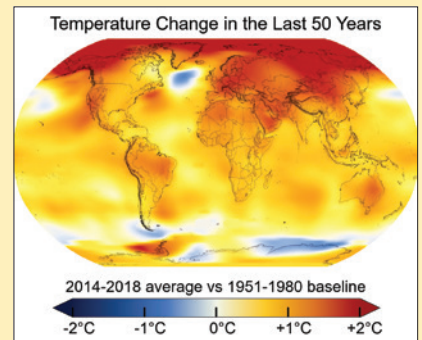 Temperature Change in the Last 50 Years
2014-2018 average vs 1951-1980 baseline
-2°C -1°C 0°C +1°C +2°C